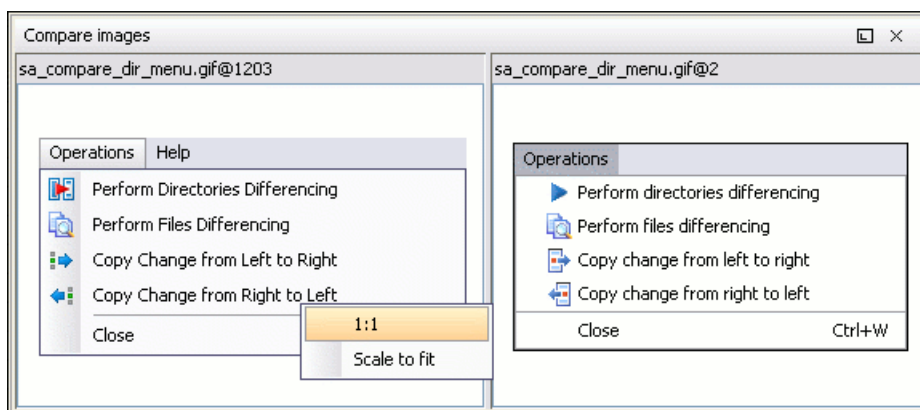 Compare images
sa_compare_dir_menu.gif@1203
sa_compare_dir_menu.gif@2
Operations Help
Perform Directories Differencing
Perform Files Differencing
Copy Change from Left to Right
Copy Change from Right to Left
Close
1:1
Scale to fit
Operations
Perform directories differencing
Perform files differencing
Copy change from left to right
Copy change from right to left
Close Ctrl+W